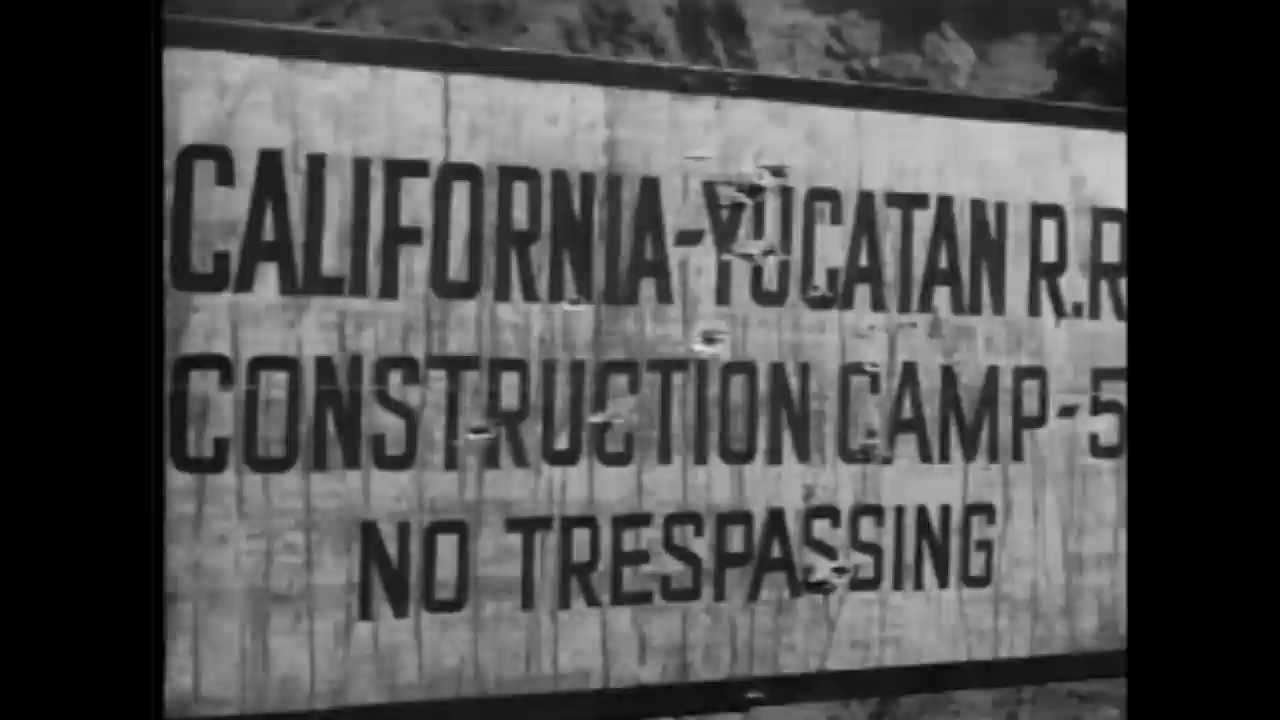 CALIFORNIA-YUCATAN R.R
CONSTRUCTION CAMP-5
NO TRESPASSING